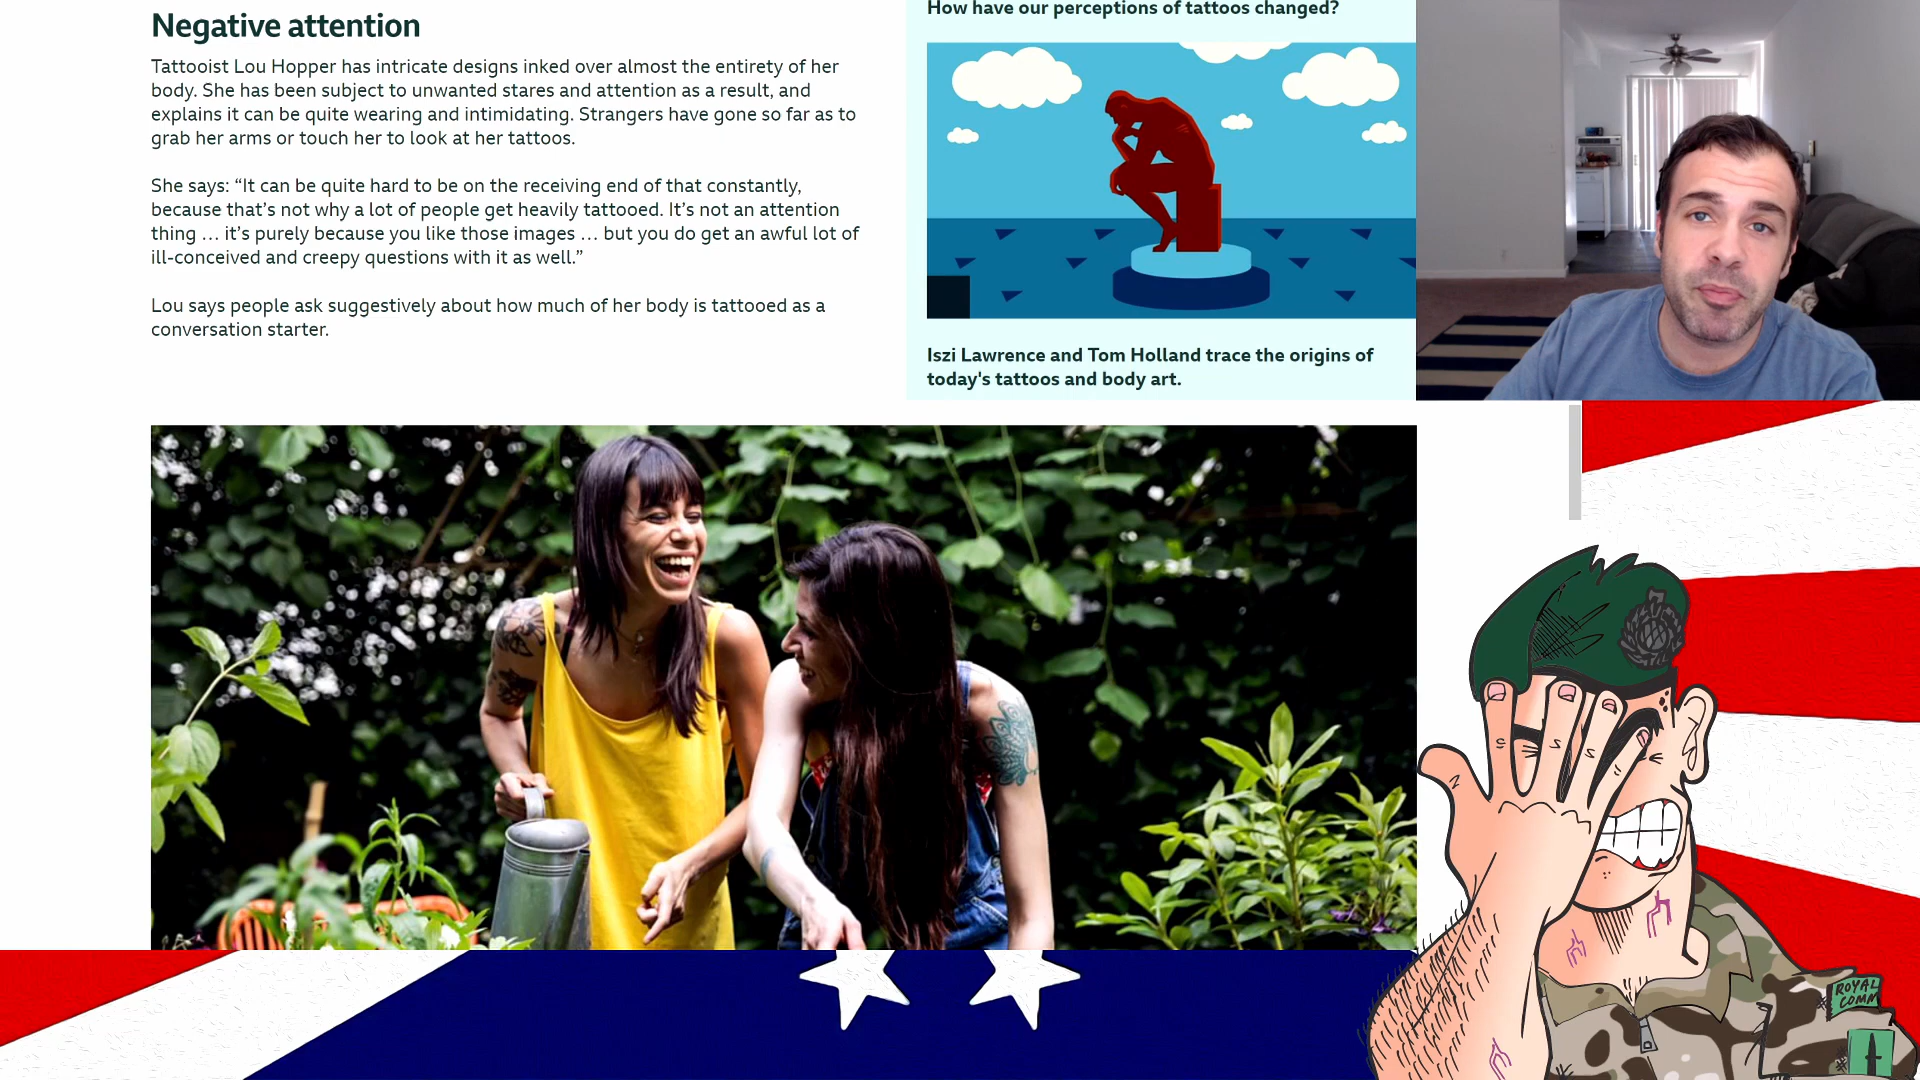 Negative attention
Tattooist Lou Hopper has intricate designs inked over almost the entirety of her
body. She has been subject to unwanted stares and attention as a result, and
explains it can be quite wearing and intimidating. Strangers have gone so far as to
grab her arms or touch her to look at her tattoos.
She says: “It can be quite hard to be on the receiving end of that constantly,
because that’s not why a lot of people get heavily tattooed. It’s not an attention
thing … it’s purely because you like those images … but you do get an awful lot of
ill-conceived and creepy questions with it as well.”
Lou says people ask suggestively about how much of her body is tattooed as a
conversation starter.
How have our perceptions of tattoos changed?
Iszi Lawrence and Tom Holland trace the origins of
today's tattoos and body art.
ROYAL
COMM